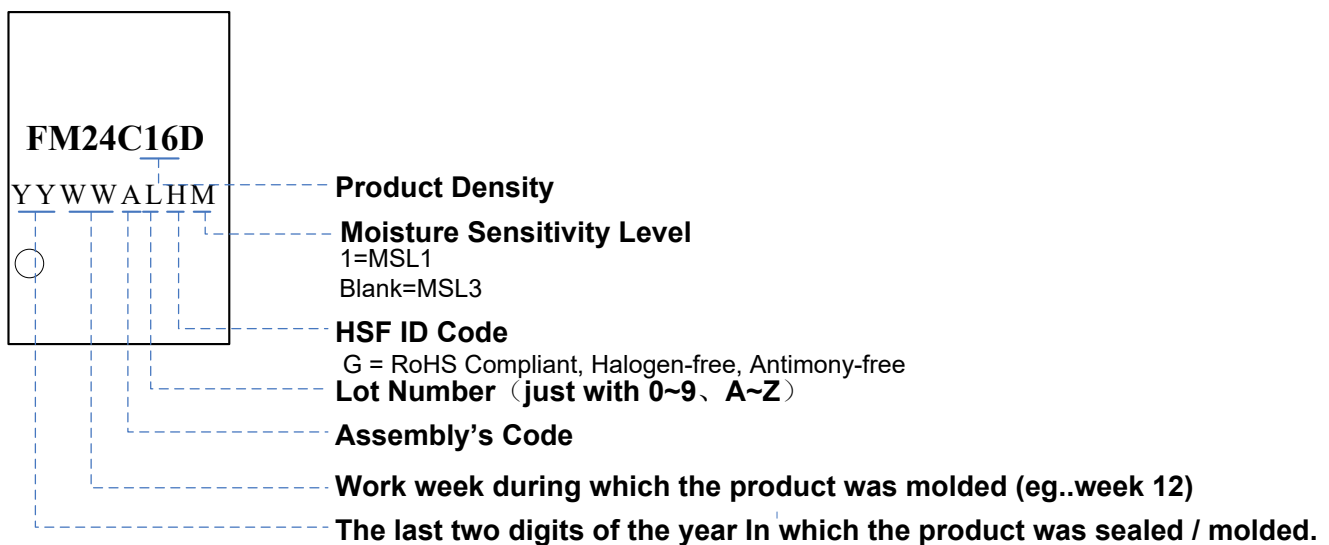 FM24C16D
YYWWALHM
Product Density
Moisture Sensitivity Level
1=MSL1
Blank=MSL3
HSF ID Code
G = RoHS Compliant, Halogen-free, Antimony-free
Lot Number（just with 0~9、A~Z）
Assembly’s Code
Work week during which the product was molded (eg..week 12)
The last two digits of the year In which the product was sealed / molded.